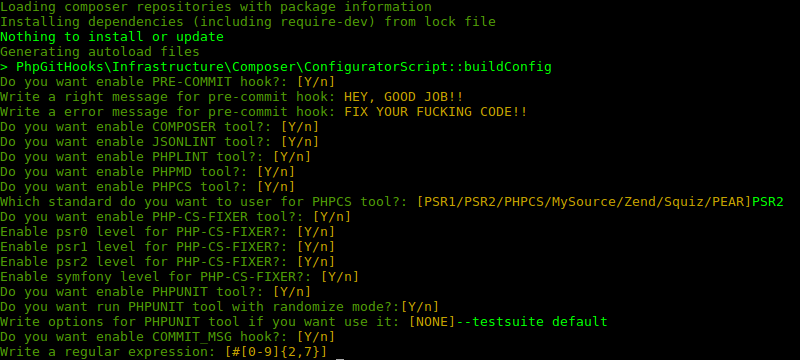 Loading composer repositories with package information
Installing dependencies (including require-dev) from lock file
Nothing to install or update
Generating autoload files
> PhpGitHooks\Infrastructure\Composer\ConfiguratorScript::buildConfig
Do you want enable PRE-COMMIT hook?: [Y/n]
Write a right message for pre-commit hook: HEY, GOOD JOB!!
Write a error message for pre-commit hook: FIX YOUR FUCKING CODE!!
Do you want enable COMPOSER tool?: [Y/n]
Do you want enable JSONLINT tool?: [Y/n]
Do you want enable PHPLINT tool?: [Y/n]
Do you want enable PHPMD tool?: [Y/n]
Do you want enable PHPCS tool?: [Y/n]
Which standard do you want to user for PHPCS tool?: [PSR1/PSR2/PHPCS/MySource/Zend/Squiz/PEAR]PSR2
Do you want enable PHP-CS-FIXER tool?: [Y/n]
Enable psr0 level for PHP-CS-FIXER?: [Y/n]
Enable psr1 level for PHP-CS-FIXER?: [Y/n]
Enable psr2 level for PHP-CS-FIXER?: [Y/n]
Enable symfony level for PHP-CS-FIXER?: [Y/n]
Do you want enable PHPUNIT tool?: [Y/n]
Do you want run PHPUNIT tool with randomize mode?:[Y/n]
Write options for PHPUNIT tool if you want use it: [NONE]--testsuite default
Do you want enable COMMIT_MSG hook?: [Y/n]
Write a regular expression: [#[0-9]{2,7}]